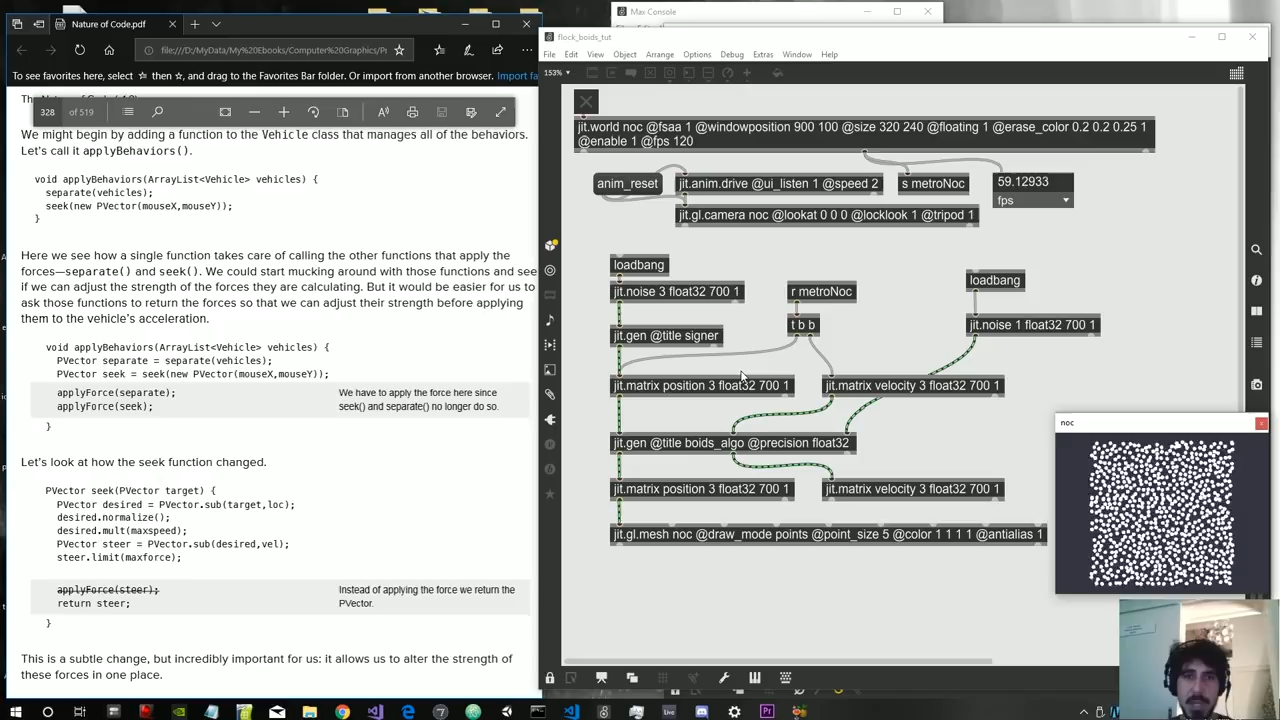 Nature of Code.pdf
file:///D:/MyData/My%20Ebooks/Computer%20Graphics/Pr
To see favorites here, select ☆ then ☆, and drag to the Favorites Bar folder. Or import from another browser. Import fa
328 of 519
We might begin by adding a function to the Vehicle class that manages all of the behaviors.
Let's call it applyBehaviors().
void applyBehaviors(ArrayList<Vehicle> vehicles) {
separate(vehicles);
seek(new PVector(mouseX,mouseY));
}
Here we see how a single function takes care of calling the other functions that apply the
forces—separate() and seek(). We could start mucking around with those functions and see
if we can adjust the strength of the forces they are calculating. But it would be easier for us to
ask those functions to return the forces so that we can adjust their strength before applying
them to the vehicle's acceleration.
void applyBehaviors(ArrayList<Vehicle> vehicles) {
PVector separate = separate(vehicles);
PVector seek = seek(new PVector(mouseX,mouseY));
applyForce(separate);
applyForce(seek);
We have to apply the force here since
seek() and separate() no longer do so.
}
Let's look at how the seek function changed.
PVector seek(PVector target) {
PVector desired = PVector.sub(target,loc);
desired.normalize();
desired.mult(maxspeed);
PVector steer = PVector.sub(desired,vel);
steer.limit(maxforce);
applyForce(steer);
return steer;
Instead of applying the force we return the
PVector.
}
This is a subtle change, but incredibly important for us: it allows us to alter the strength of
these forces in one place.
Max Console
flock_boids_tut
File Edit View Object Arrange Options Debug Extras Window Help
153%
jit.world noc @fsaa 1 @windowposition 900 100 @size 320 240 @floating 1 @erase_color 0.2 0.2 0.25 1
@enable 1 @fps 120
anim_reset
jit.anim.drive @ui_listen 1 @speed 2
s metroNoc
59.12933
fps
jit.gl.camera noc @lookat 0 0 0 @locklook 1 @tripod 1
loadbang
loadbang
jit.noise 3 float32 700 1
r metroNoc
t b b
jit.noise 1 float32 700 1
jit.gen @title signer
jit.matrix position 3 float32 700 1
jit.matrix velocity 3 float32 700 1
jit.gen @title boids_algo @precision float32
jit.matrix position 3 float32 700 1
jit.matrix velocity 3 float32 700 1
jit.gl.mesh noc @draw_mode points @point_size 5 @color 1 1 1 1 @antialias 1
noc